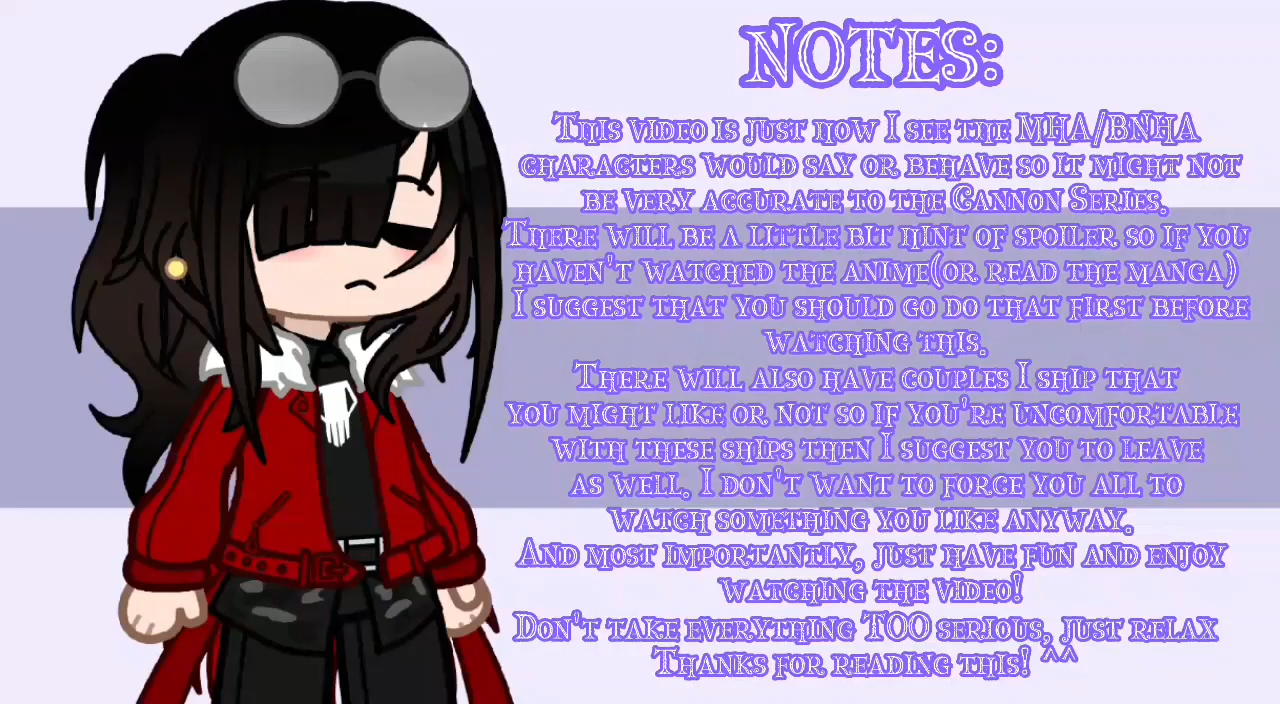 NOTES:
This video is just how I see the MHA/BNHA
characters would say or behave so it might not
be very accurate to the Cannon Series.
There will be a little bit hint of spoiler so if you
haven't watched the anime(or read the manga)
I suggest that you should go do that first before
watching this.
There will also have couples I ship that
you might like or not so if you're uncomfortable
with these ships then I suggest you to leave
as well. I don't want to force you all to
watch something you like anyway.
And most importantly, just have fun and enjoy
watching the video!
Don't take everything TOO serious, just relax
Thanks for reading this! ^^